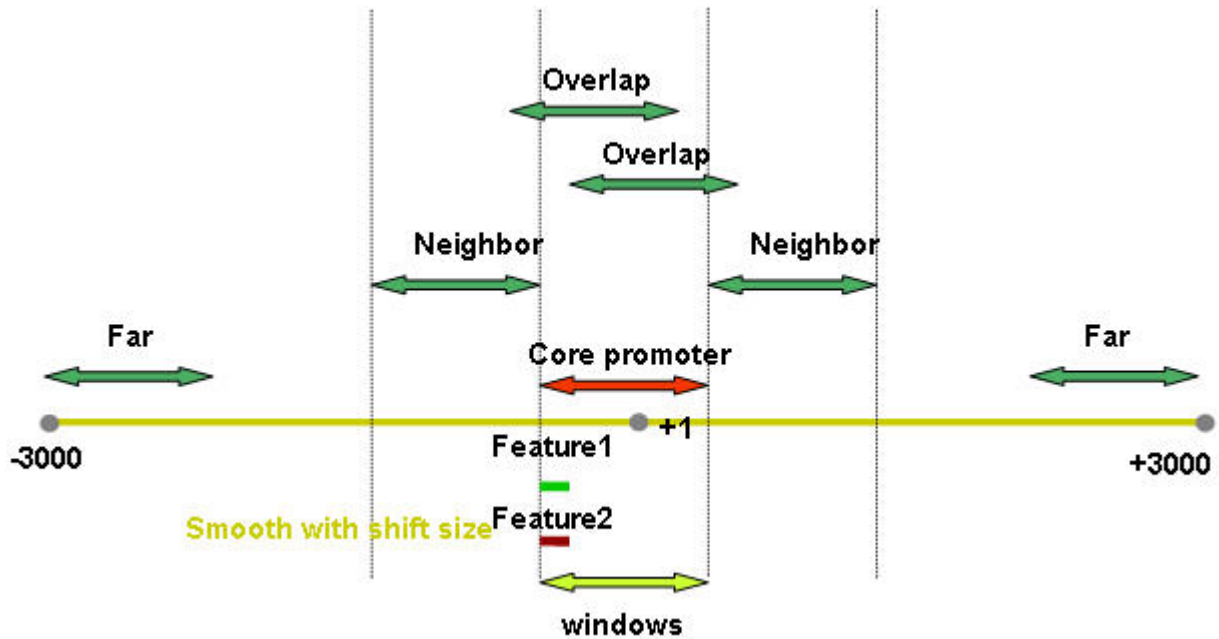 Overlap
Overlap
Neighbor
Neighbor
Far
Core promoter
Far
+1
-3000
+3000
Feature1
Smooth with shift size
Feature2
windows